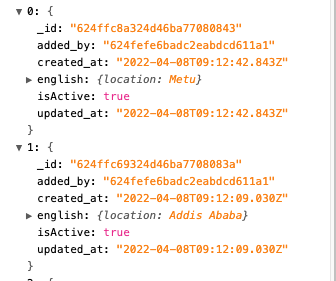 ▼ 0: {
_id: "624ffc8a324d46ba77080843"
added_by: "624fefe6badc2eabdcd611a1"
created_at: "2022-04-08T09:12:42.843Z"
▶ english: {location: Metu}
isActive: true
updated_at: "2022-04-08T09:12:42.843Z"
}
▼ 1: {
_id: "624ffc69324d46ba7708083a"
added_by: "624fefe6badc2eabdcd611a1"
created_at: "2022-04-08T09:12:09.030Z"
▶ english: {location: Addis Ababa}
isActive: true
updated_at: "2022-04-08T09:12:09.030Z"
}